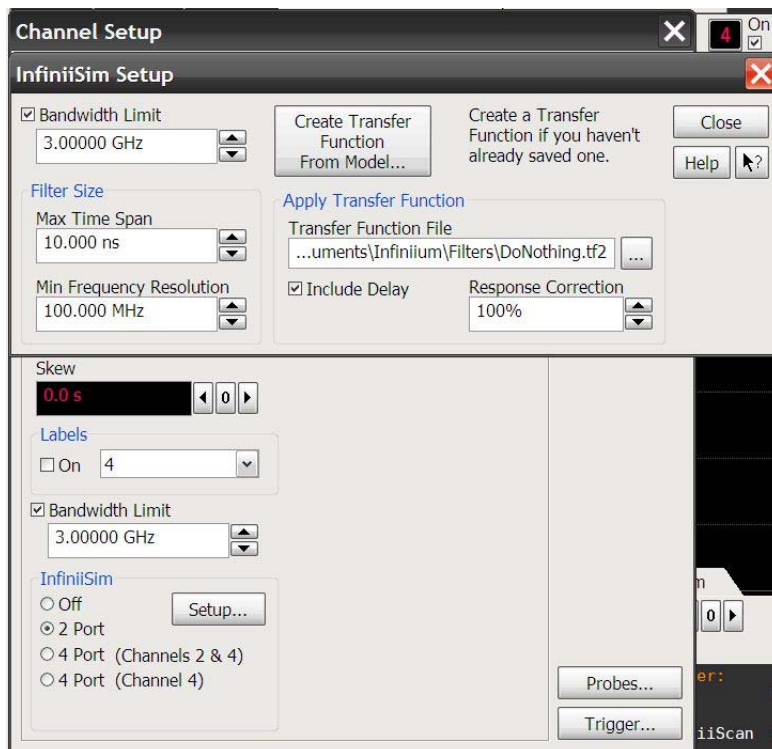 Channel Setup
4
On
InfiniiSim Setup
Bandwidth Limit
3.00000 GHz
Create Transfer
Function
From Model...
Create a Transfer
Function if you haven't
already saved one.
Close
Help
?
Filter Size
Max Time Span
10.000 ns
Min Frequency Resolution
100.000 MHz
Apply Transfer Function
Transfer Function File
...uments\Infiniium\Filters\DoNothing.tf2
...
Include Delay
Response Correction
100%
Skew
0.0 s
0
Labels
On
4
Bandwidth Limit
3.00000 GHz
InfiniiSim
Off
Setup...
2 Port
4 Port (Channels 2 & 4)
4 Port (Channel 4)
m
0
Probes...
er:
Trigger...
iiScan